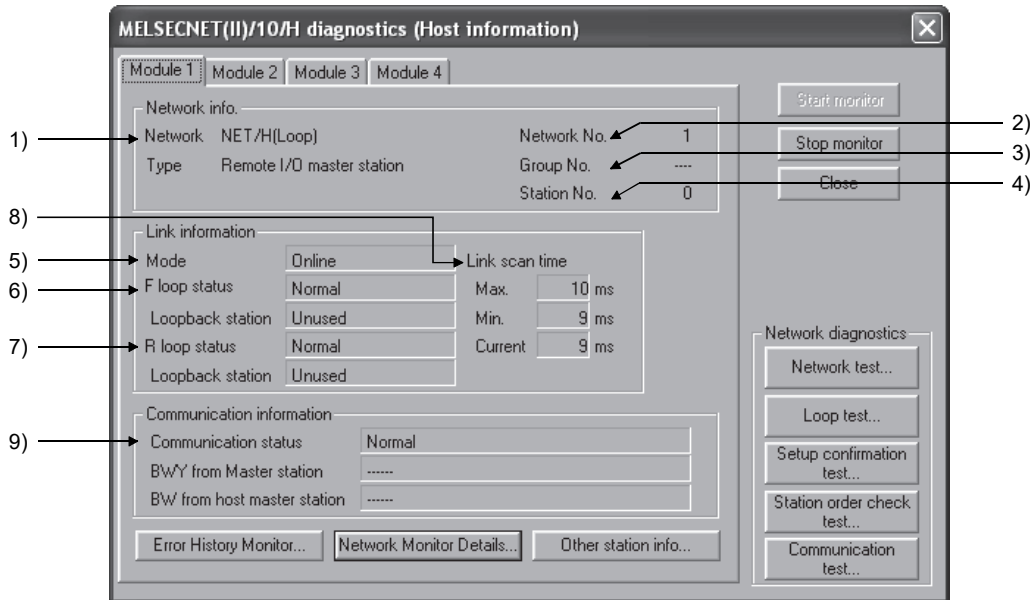 MELSECNET(II)/10/H diagnostics (Host information)
Module 1 Module 2 Module 3 Module 4
Network info.
1) Network NET/H(Loop) Network No. 1 2)
Type Remote I/O master station Group No. ---- 3)
Station No. 0 4)
Start monitor
Stop monitor
Close
8)
Link information
5) Mode Online Link scan time
6) F loop status Normal Max. 10 ms
Loopback station Unused Min. 9 ms
7) R loop status Normal Current 9 ms
Loopback station Unused
Communication information
9) Communication status Normal
BWY from Master station ------
BW from host master station ------
Error History Monitor... Network Monitor Details... Other station info...
Network diagnostics
Network test...
Loop test...
Setup confirmation
test...
Station order check
test...
Communication
test...